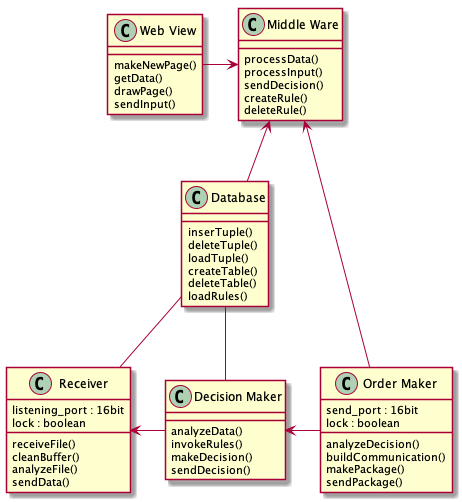 C Web View
makeNewPage()
getData()
drawPage()
sendInput()
C Middle Ware
processData()
processInput()
sendDecision()
createRule()
deleteRule()
C Database
inserTuple()
deleteTuple()
loadTuple()
createTable()
deleteTable()
loadRules()
C Receiver
listening_port : 16bit
lock : boolean
receiveFile()
cleanBuffer()
analyzeFile()
sendData()
C Decision Maker
analyzeData()
invokeRules()
makeDecision()
sendDecision()
C Order Maker
send_port : 16bit
lock : boolean
analyzeDecision()
buildCommunication()
makePackage()
sendPackage()